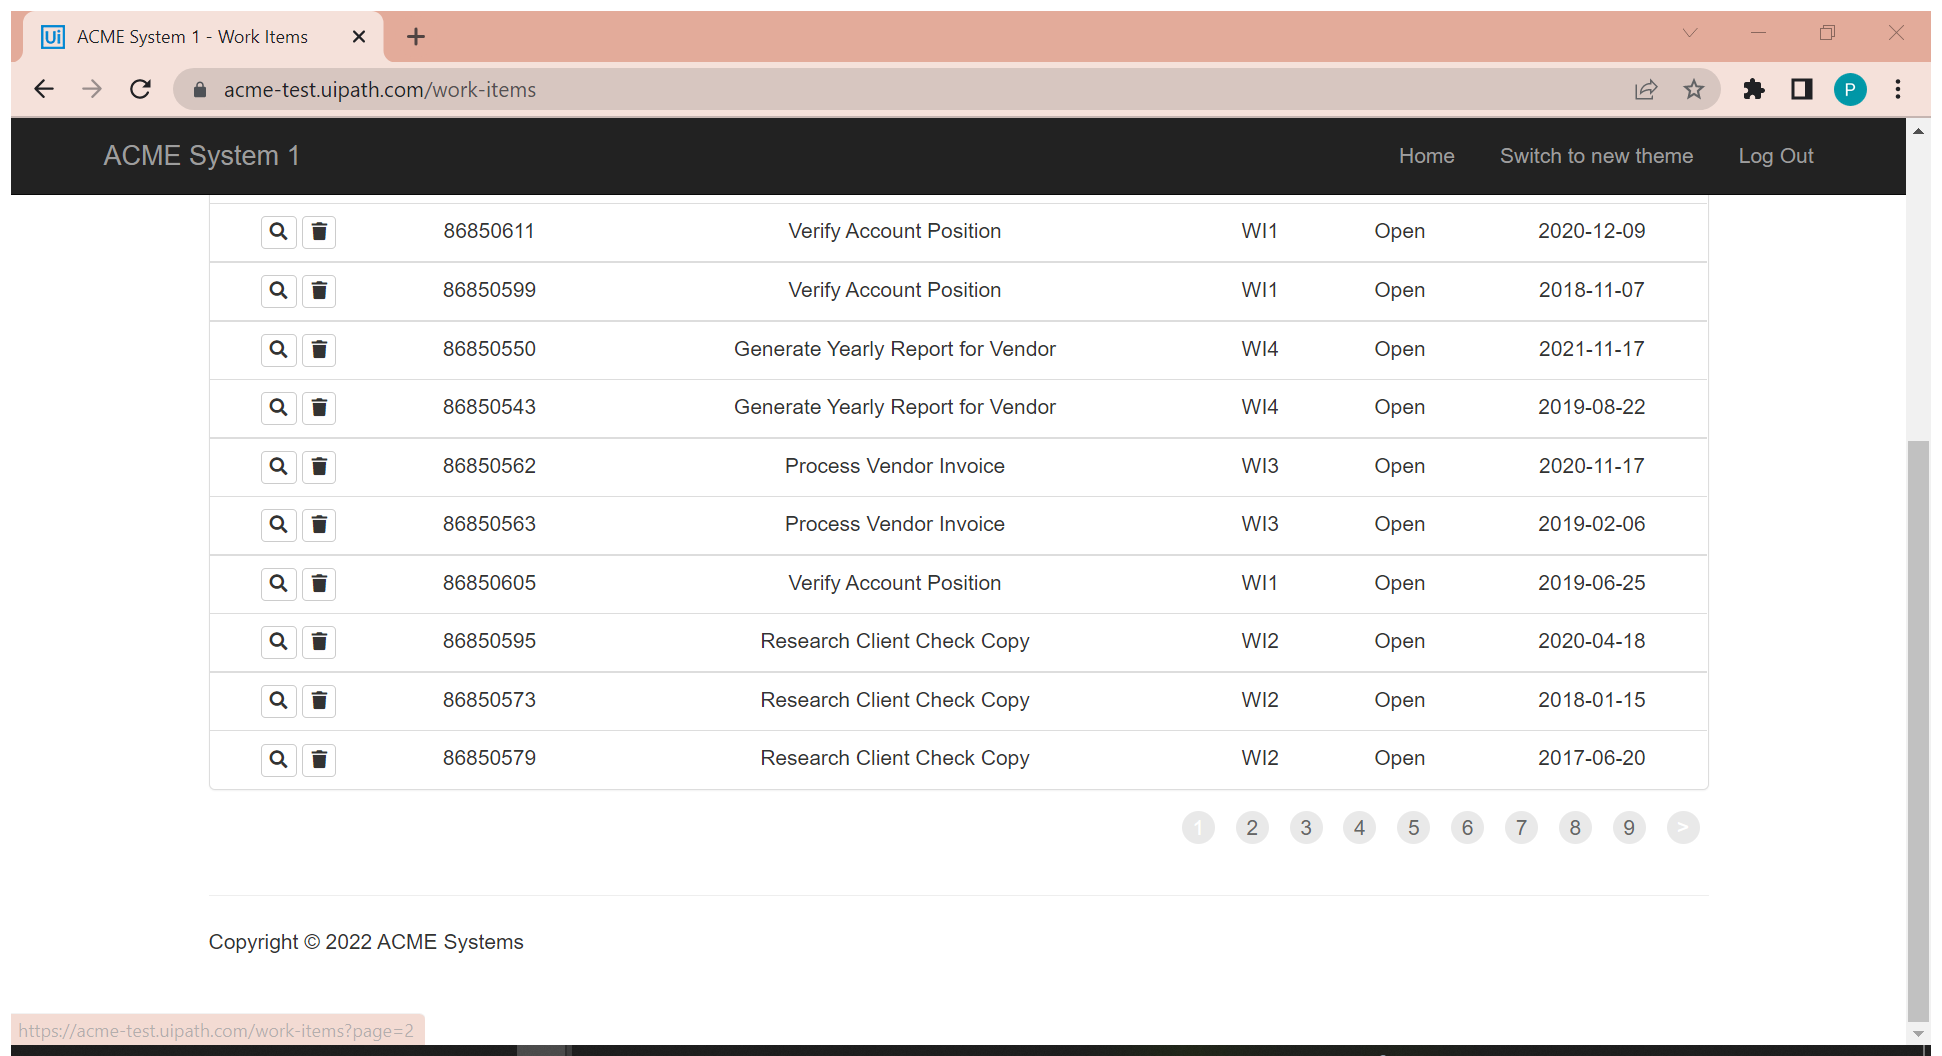 Ui ACME System 1 - Work Items
acme-test.uipath.com/work-items
P
ACME System 1 Home Switch to new theme Log Out
86850611 Verify Account Position WI1 Open 2020-12-09
86850599 Verify Account Position WI1 Open 2018-11-07
86850550 Generate Yearly Report for Vendor WI4 Open 2021-11-17
86850543 Generate Yearly Report for Vendor WI4 Open 2019-08-22
86850562 Process Vendor Invoice WI3 Open 2020-11-17
86850563 Process Vendor Invoice WI3 Open 2019-02-06
86850605 Verify Account Position WI1 Open 2019-06-25
86850595 Research Client Check Copy WI2 Open 2020-04-18
86850573 Research Client Check Copy WI2 Open 2018-01-15
86850579 Research Client Check Copy WI2 Open 2017-06-20
1 2 3 4 5 6 7 8 9 >
Copyright © 2022 ACME Systems
https://acme-test.uipath.com/work-items?page=2